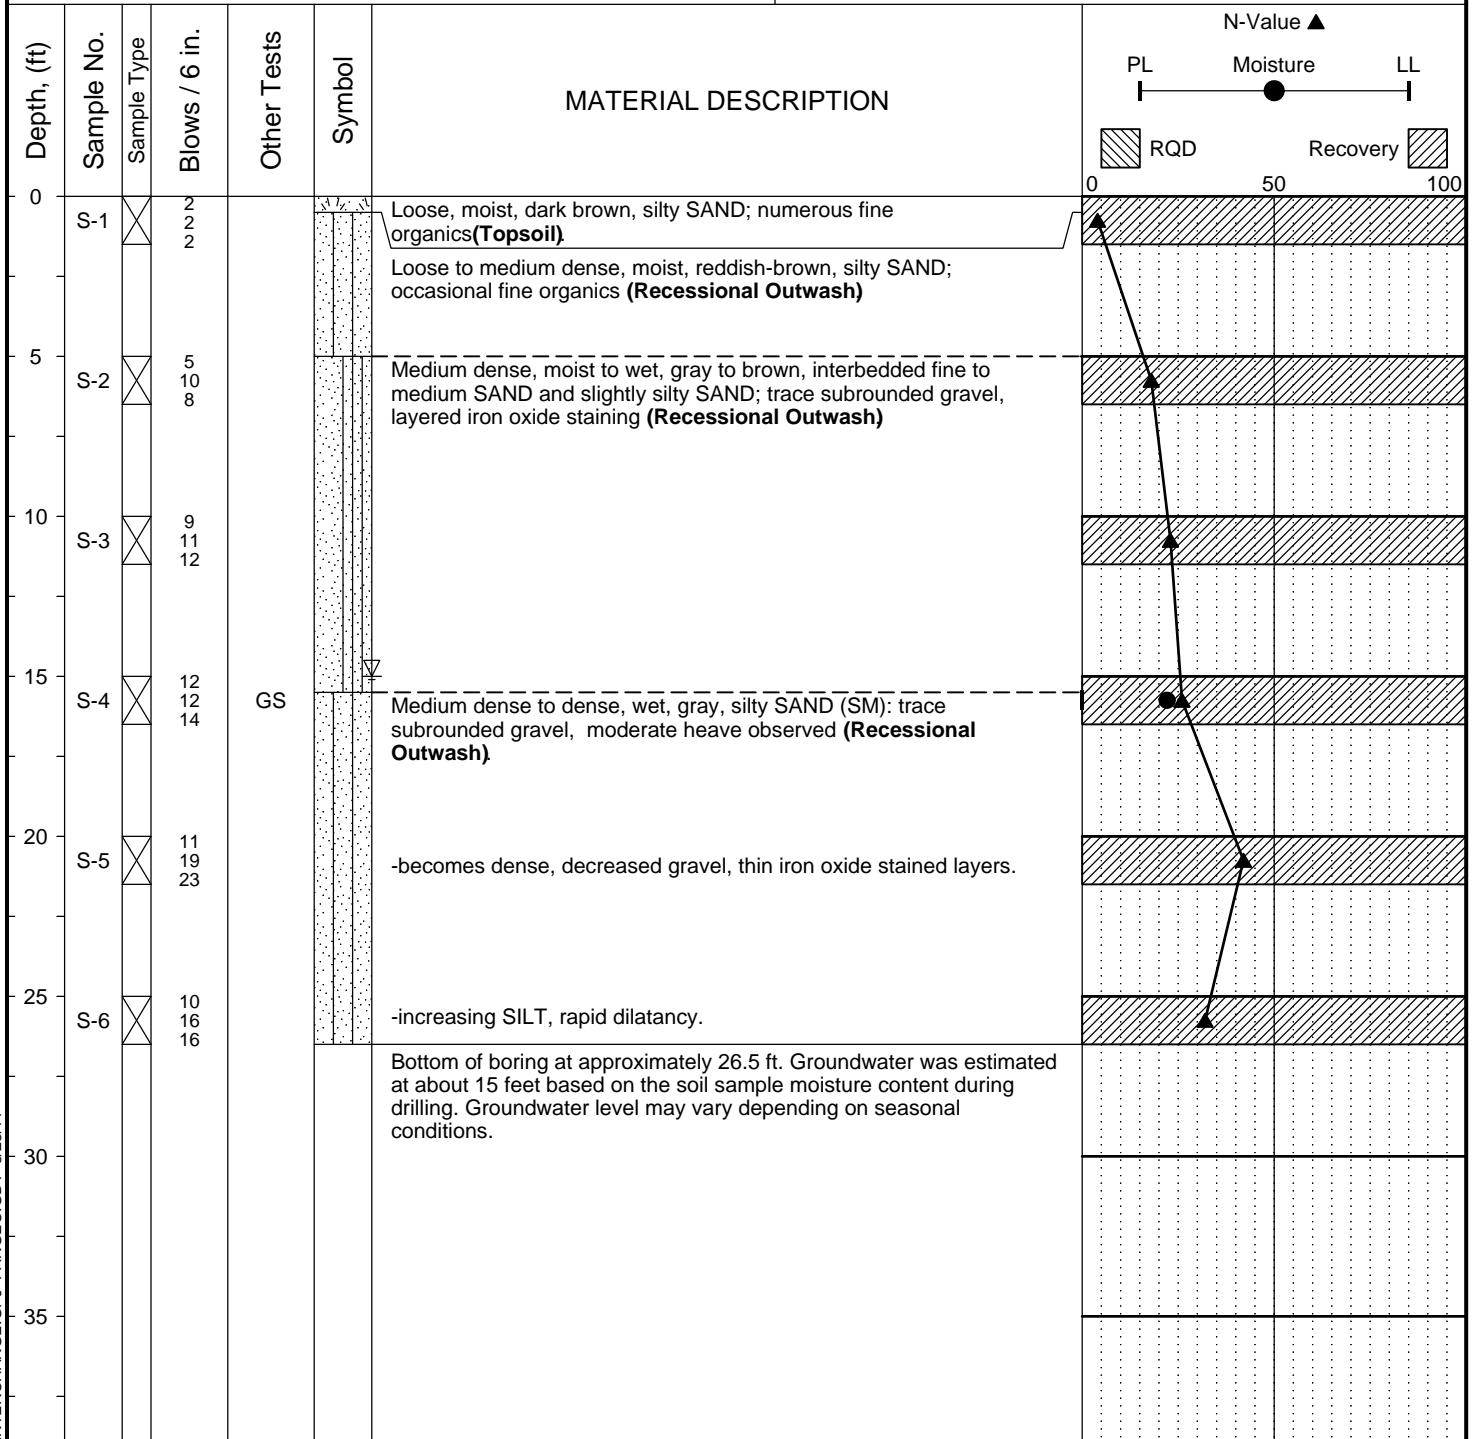 N-Value
PL Moisture LL
RQD Recovery
Depth, (ft) Sample No. Sample Type Blows / 6 in. Other Tests Symbol MATERIAL DESCRIPTION
0 50 100
0
S-1
2
2
2
Loose, moist, dark brown, silty SAND; numerous fine
organics(Topsoil).
Loose to medium dense, moist, reddish-brown, silty SAND;
occasional fine organics (Recessional Outwash)
5
S-2
5
10
8
Medium dense, moist to wet, gray to brown, interbedded fine to
medium SAND and slightly silty SAND; trace subrounded gravel,
layered iron oxide staining (Recessional Outwash)
10
S-3
9
11
12
15
S-4
12
12
14
GS
Medium dense to dense, wet, gray, silty SAND (SM): trace
subrounded gravel, moderate heave observed (Recessional
Outwash).
20
S-5
11
19
23
-becomes dense, decreased gravel, thin iron oxide stained layers.
25
S-6
10
16
16
-increasing SILT, rapid dilatancy.
Bottom of boring at approximately 26.5 ft. Groundwater was estimated
at about 15 feet based on the soil sample moisture content during
drilling. Groundwater level may vary depending on seasonal
conditions.
30
35